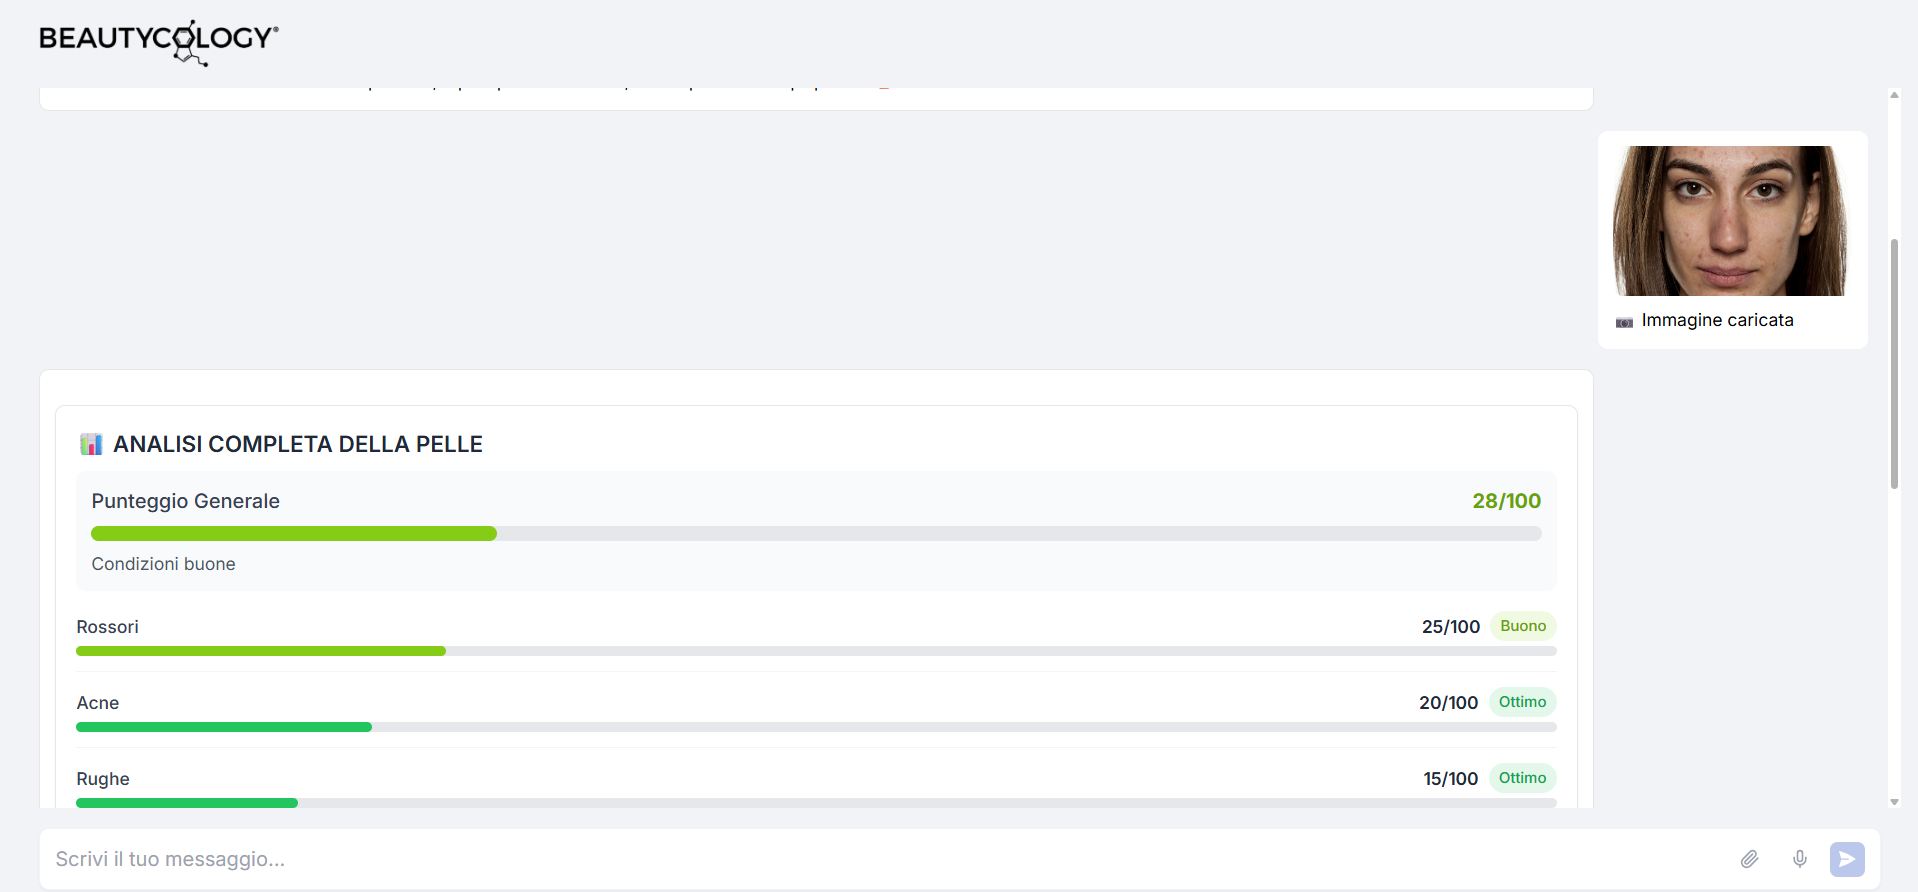 BEAUTYCOLOGY®
Immagine caricata
ANALISI COMPLETA DELLA PELLE
Punteggio Generale 28/100
Condizioni buone
Rossori 25/100 Buono
Acne 20/100 Ottimo
Rughe 15/100 Ottimo
Scrivi il tuo messaggio...